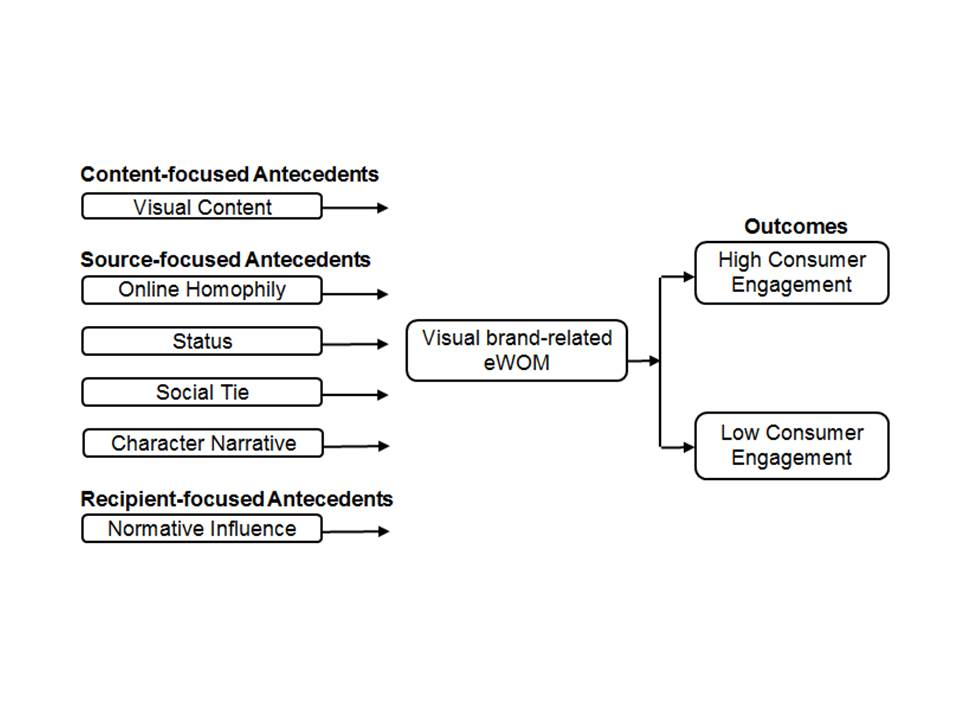 Content-focused Antecedents
Visual Content
Source-focused Antecedents
Online Homophily
Status
Social Tie
Character Narrative
Recipient-focused Antecedents
Normative Influence
Visual brand-related
eWOM
Outcomes
High Consumer
Engagement
Low Consumer
Engagement